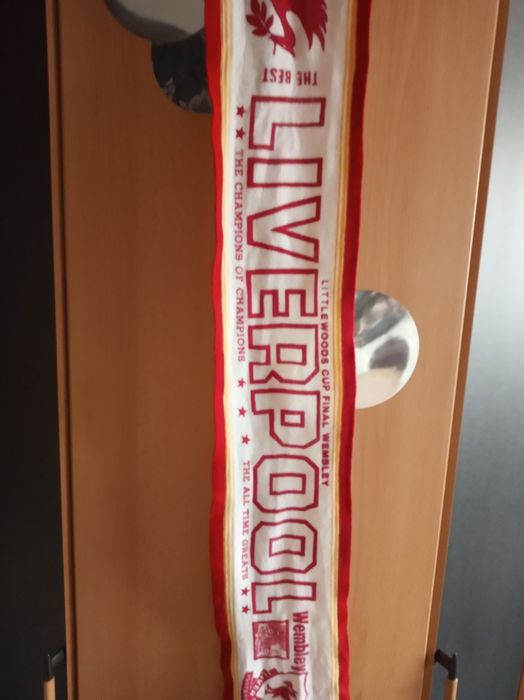 THE BEST
LITTLEWOODS CUP FINAL WEMBLEY
LIVERPOOL
THE CHAMPIONS OF CHAMPIONS
THE ALL TIME GREATS
Wembley